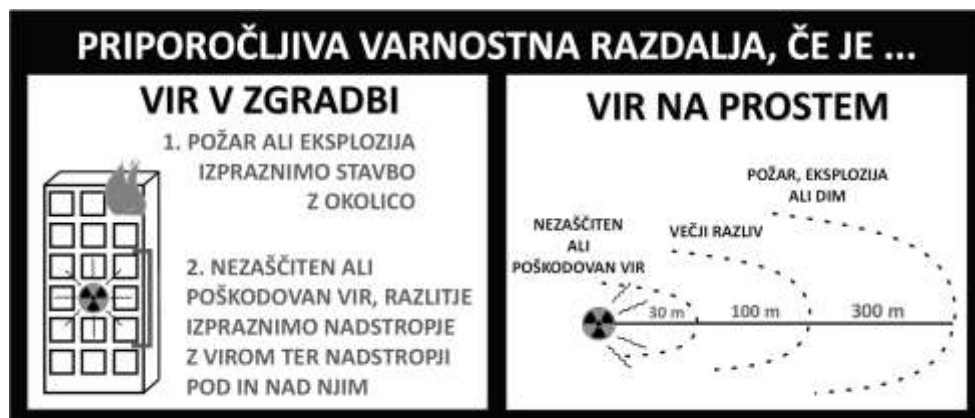 PRIPOROČLJIVA VARNOSTNA RAZDALJA, ČE JE ...
VIR V ZGRADBI
1. POŽAR ALI EKSPLOZIJA
IZPRAZNIMO STAVBO
Z OKOLICO
2. NEZAŠČITEN ALI
POŠKODOVAN VIR, RAZLITJE
IZPRAZNIMO NADSTROPJE
Z VIROM TER NADSTROPJI
POD IN NAD NJIM
VIR NA PROSTEM
POŽAR, EKSPLOZIJA
ALI DIM
NEZAŠČITEN
ALI
POŠKODOVAN VIR
VEČJI RAZLIV
30 m
100 m
300 m